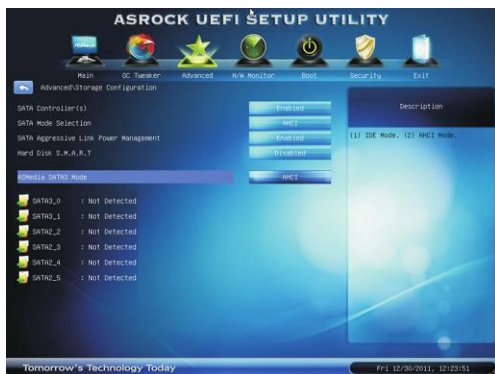 ASROCK UEFI SETUP UTILITY
Main OC Tweaker Advanced H/W Monitor Boot Security Exit
Advanced\Storage Configuration
SATA Controller(s) Enabled
SATA Mode Selection AHCI
SATA Aggressive Link Power Management Enabled
Hard Disk S.M.A.R.T Disabled
ASMedia SATA3 Mode AHCI
SATA3_0 : Not Detected
SATA3_1 : Not Detected
SATA2_2 : Not Detected
SATA2_3 : Not Detected
SATA2_4 : Not Detected
SATA2_5 : Not Detected
Description
(1) IDE Mode. (2) AHCI Mode.
Tomorrow's Technology Today
Fri 12/30/2011, 12:23:51